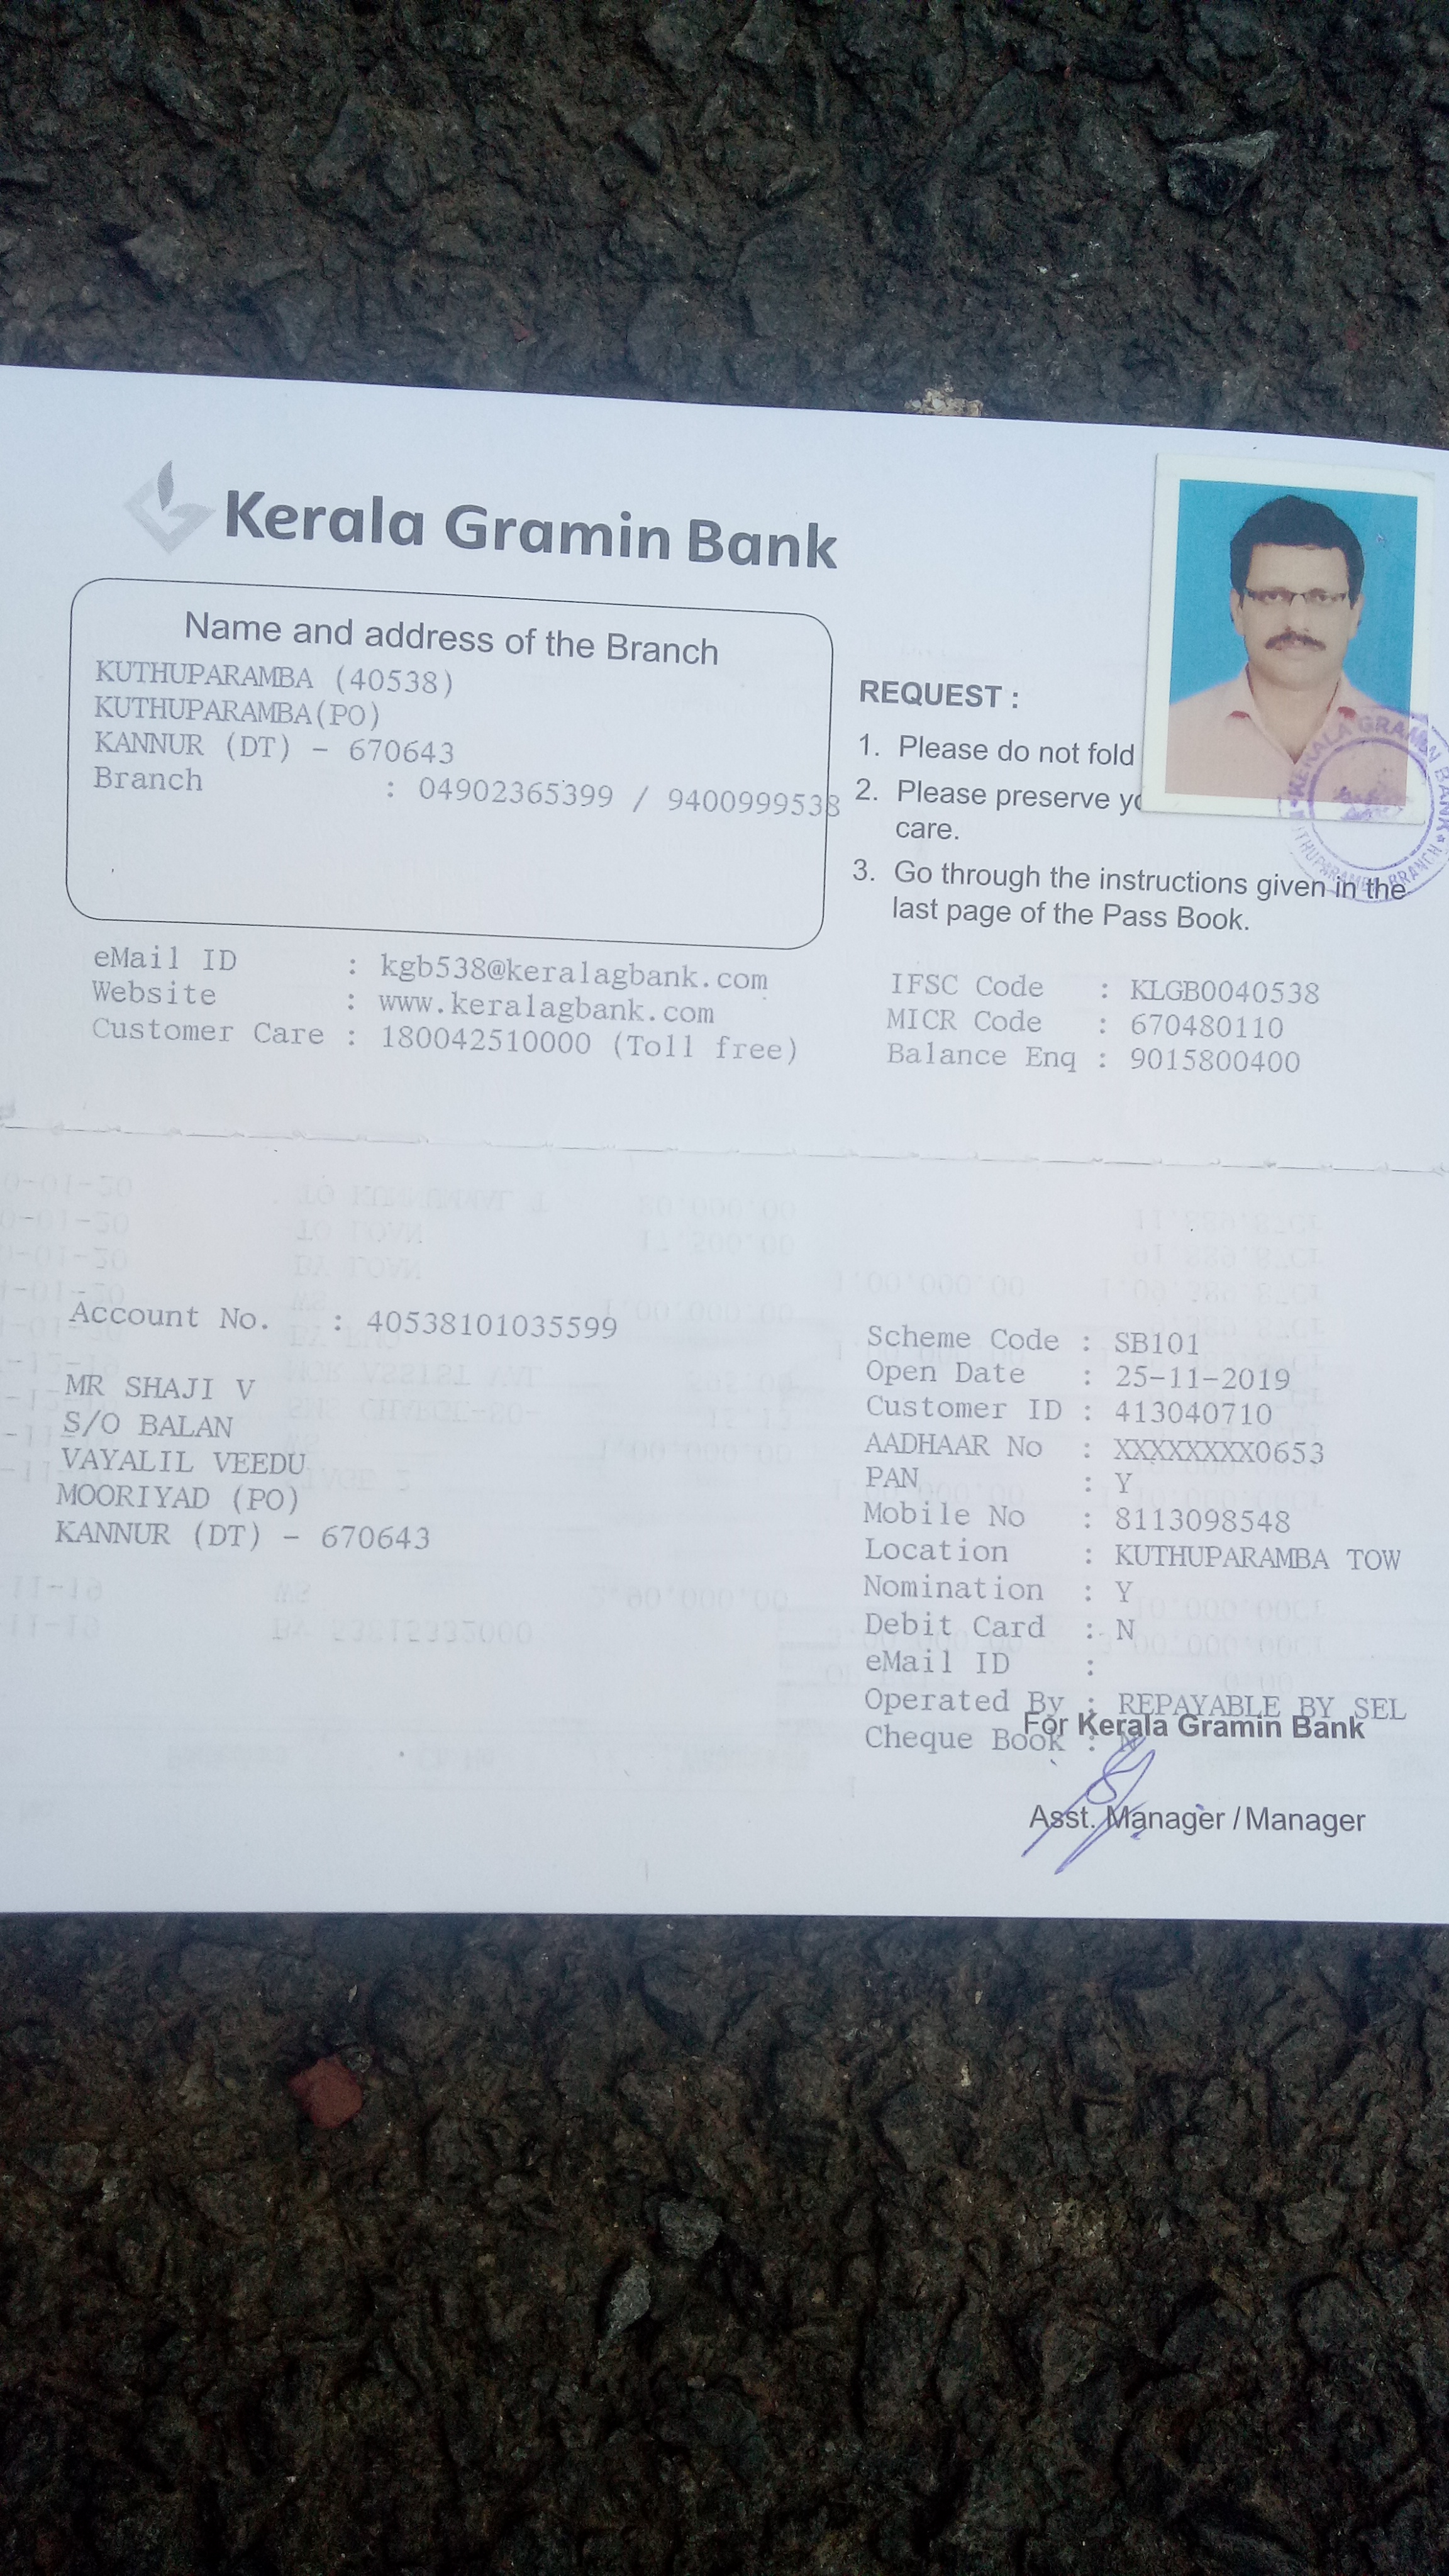 Kerala Gramin Bank
Name and address of the Branch
KUTHUPARAMBA (40538)
KUTHUPARAMBA(PO)
KANNUR (DT) - 670643
Branch : 04902365399 / 9400999538
REQUEST :
1. Please do not fold
2. Please preserve yo
care.
3. Go through the instructions given in the
last page of the Pass Book.
KERALA GRAMIN BANK
KUTHUPARAMBA BRANCH
eMail ID : kgb538@keralagbank.com
Website : www.keralagbank.com
Customer Care : 180042510000 (Toll free)
IFSC Code : KLGB0040538
MICR Code : 670480110
Balance Enq : 9015800400
Account No. : 40538101035599
MR SHAJI V
S/O BALAN
VAYALIL VEEDU
MOORIYAD (PO)
KANNUR (DT) - 670643
Scheme Code : SB101
Open Date : 25-11-2019
Customer ID : 413040710
AADHAAR No : XXXXXXXX0653
PAN : Y
Mobile No : 8113098548
Location : KUTHUPARAMBA TOW
Nomination : Y
Debit Card : N
eMail ID :
Operated By : REPAYABLE BY SEL
For Kerala Gramin Bank
Cheque Book : N
Asst. Manager / Manager